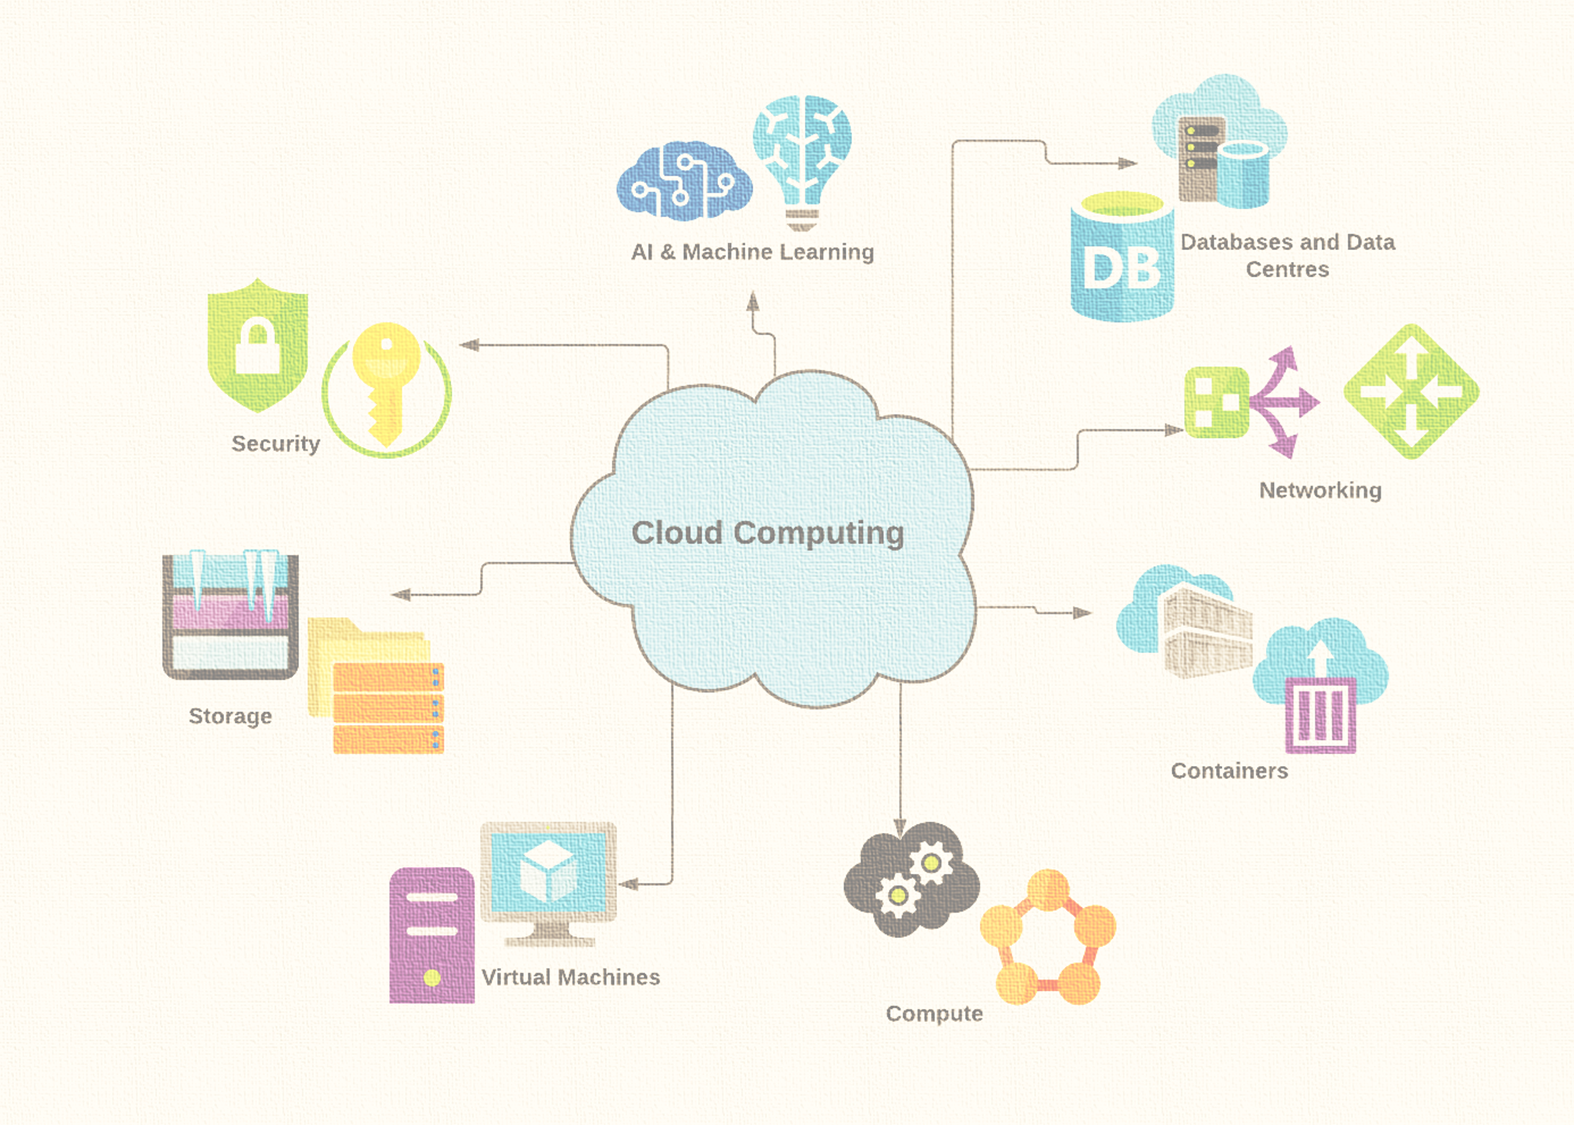 AI & Machine Learning
Databases and Data
Centres
DB
Security
Networking
Cloud Computing
Storage
Containers
Virtual Machines
Compute